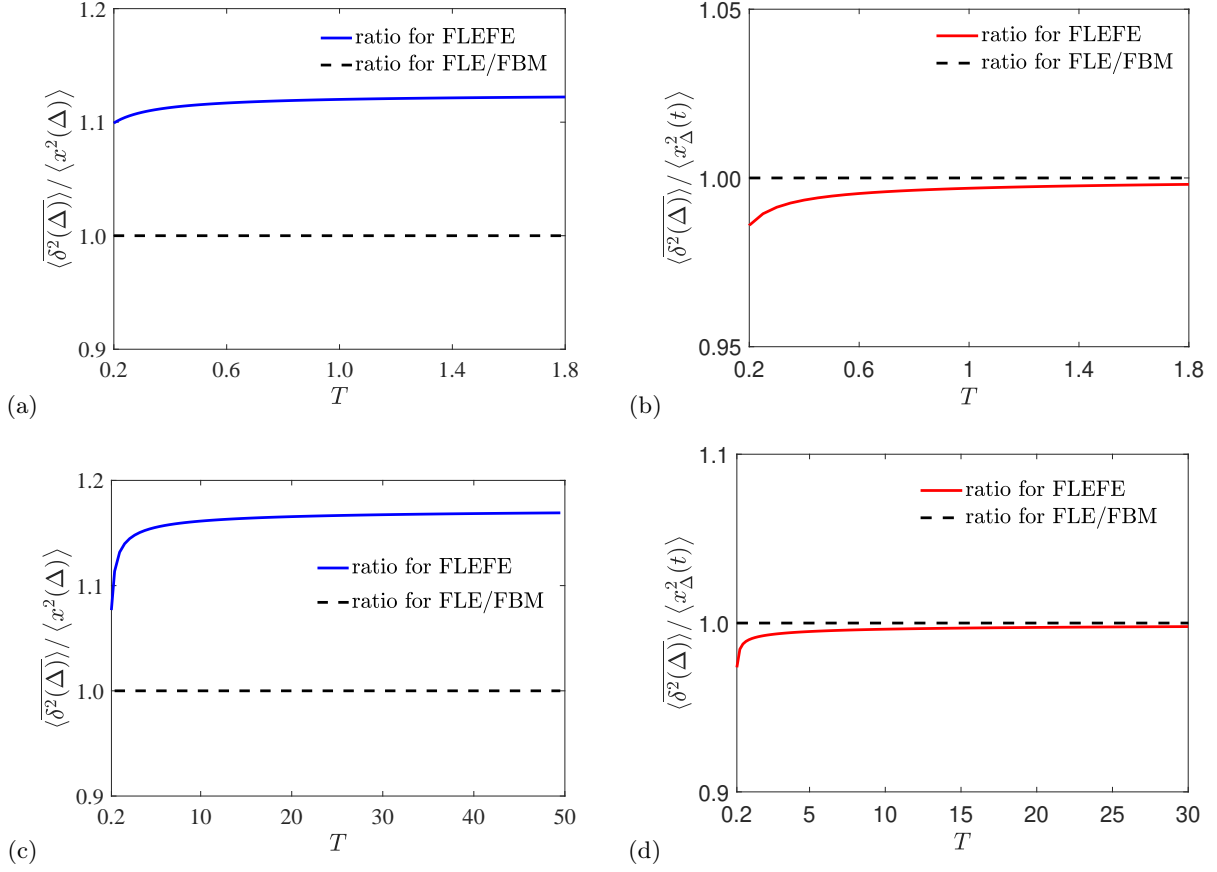 1.2
1.1
1.0
0.9
⟨δ²(Δ)⟩/⟨x²(Δ)⟩
ratio for FLEFE
ratio for FLE/FBM
0.2 0.6 1.0 1.4 1.8
T
(a)
1.05
1.00
0.95
⟨δ²(Δ)⟩/⟨x²_Δ(t)⟩
ratio for FLEFE
ratio for FLE/FBM
0.2 0.6 1 1.4 1.8
T
(b)
1.2
1.1
1.0
0.9
⟨δ²(Δ)⟩/⟨x²(Δ)⟩
ratio for FLEFE
ratio for FLE/FBM
0.2 10 20 30 40 50
T
(c)
1.1
1.0
0.9
⟨δ²(Δ)⟩/⟨x²_Δ(t)⟩
ratio for FLEFE
ratio for FLE/FBM
0.2 5 10 15 20 25 30
T
(d)